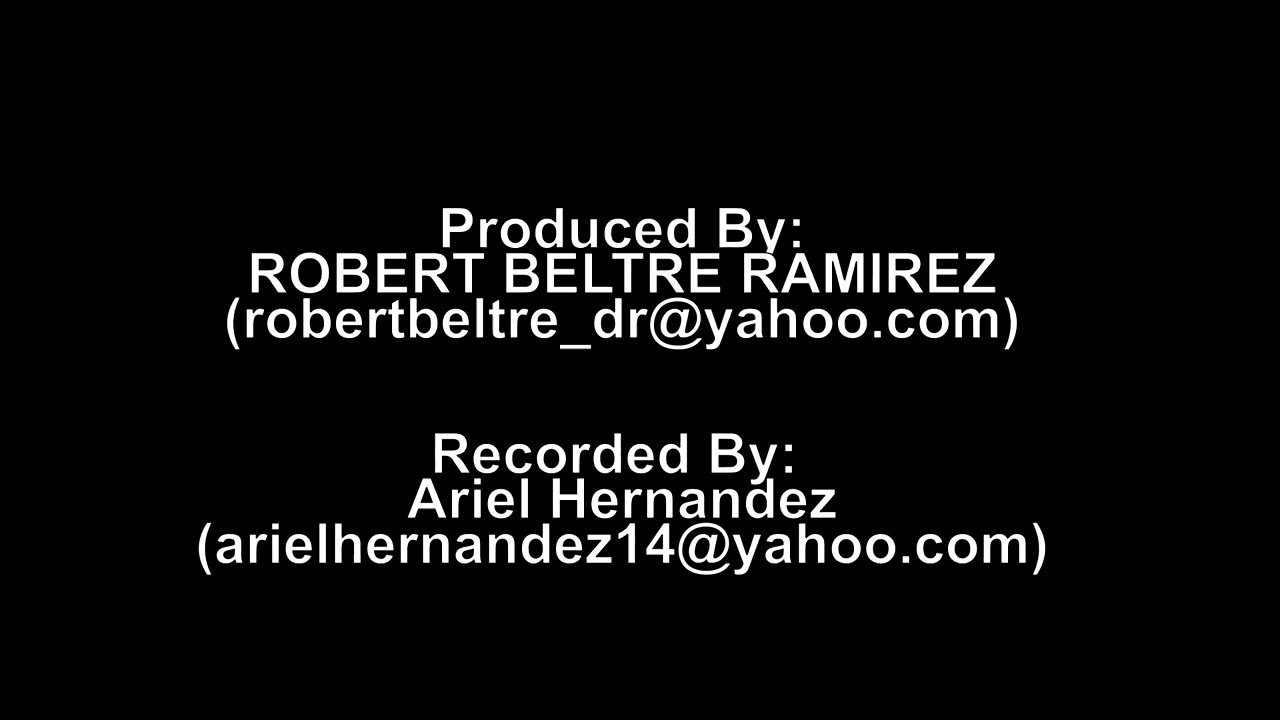 Produced By:
ROBERT BELTRE RAMIREZ
(robertbeltre_dr@yahoo.com)
Recorded By:
Ariel Hernandez
(arielhernandez14@yahoo.com)